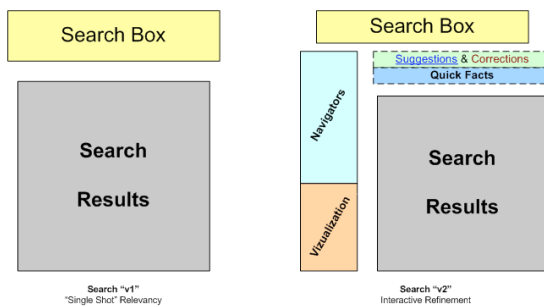 Search Box
Search
Results
Search "v1"
"Single Shot" Relevancy
Search Box
Suggestions & Corrections
Quick Facts
Navigators
Vizualization
Search
Results
Search "v2"
Interactive Refinement